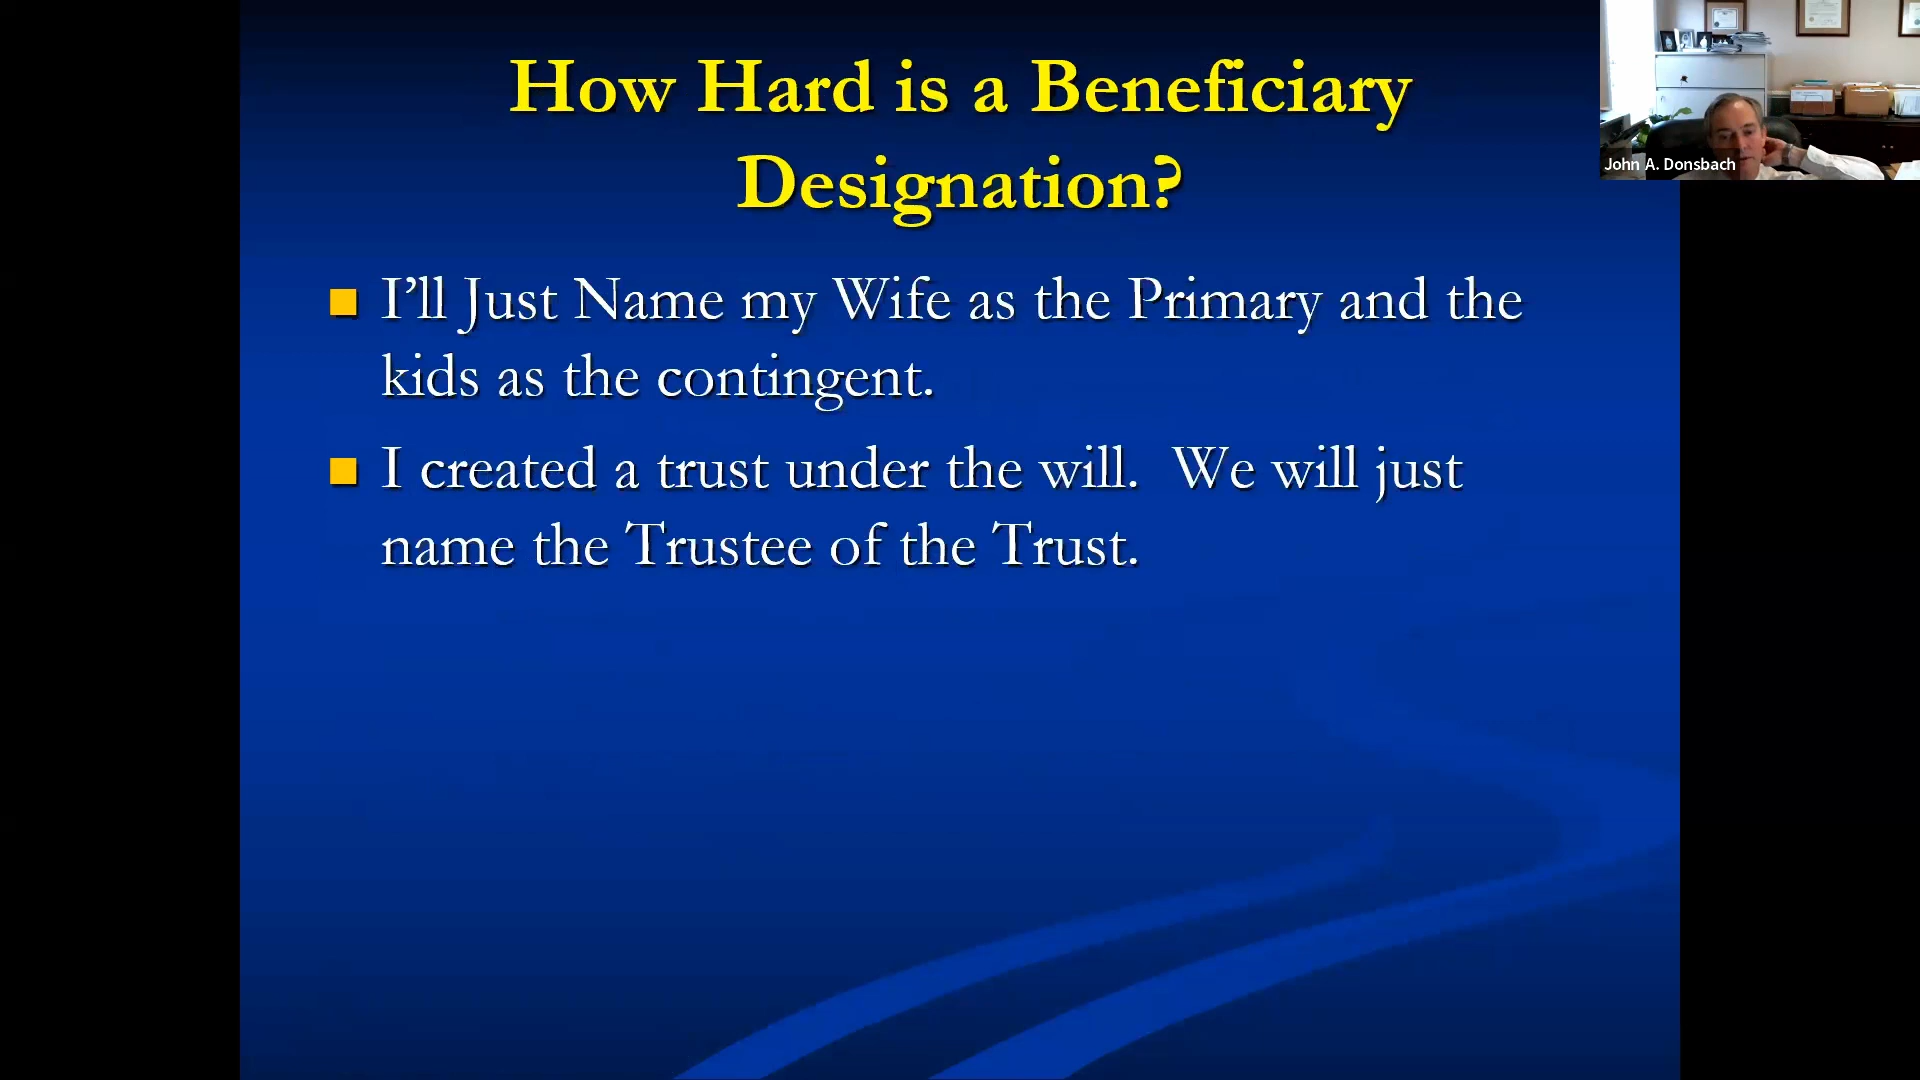 How Hard is a Beneficiary
Designation?
I’ll Just Name my Wife as the Primary and the
kids as the contingent.
I created a trust under the will.  We will just
name the Trustee of the Trust.
John A. Donsbach